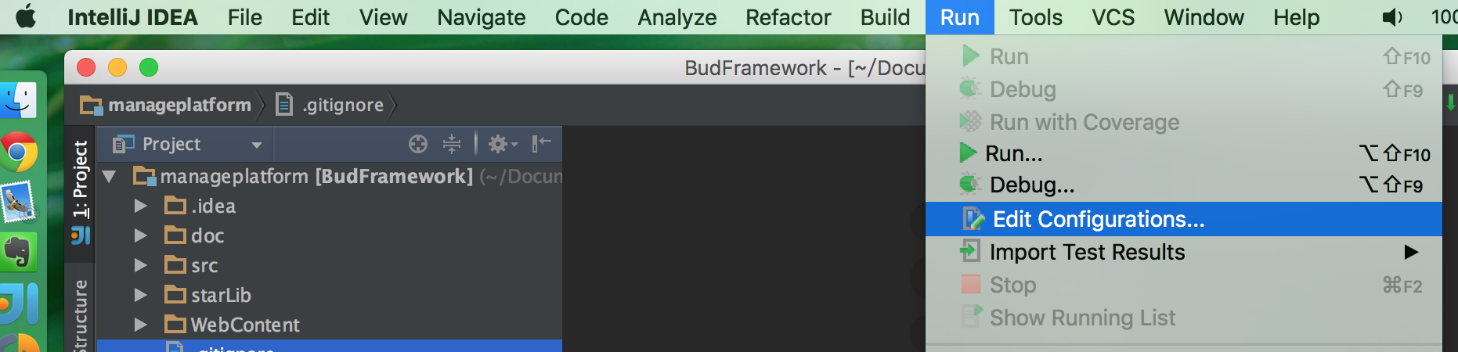 IntelliJ IDEA File Edit View Navigate Code Analyze Refactor Build Run Tools VCS Window Help 100
BudFramework - [~/Docu
manageplatform .gitignore
1: Project
Structure
Project
manageplatform [BudFramework] (~/Docum
.idea
doc
src
starLib
WebContent
.gitignore
Run ⇧F10
Debug ⇧F9
Run with Coverage
Run... ⌥⇧F10
Debug... ⌥⇧F9
Edit Configurations...
Import Test Results
Stop ⌘F2
Show Running List